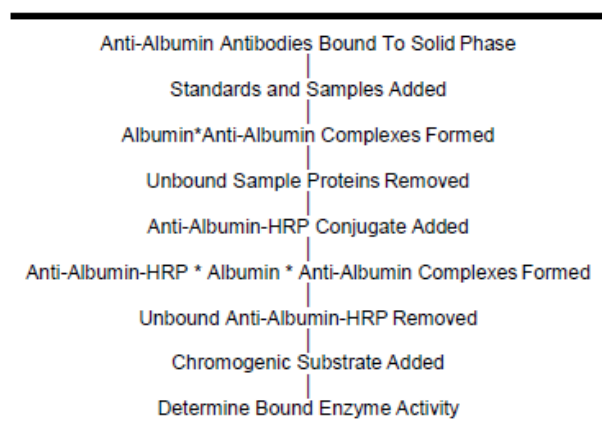 Anti-Albumin Antibodies Bound To Solid Phase
Standards and Samples Added
Albumin*Anti-Albumin Complexes Formed
Unbound Sample Proteins Removed
Anti-Albumin-HRP Conjugate Added
Anti-Albumin-HRP * Albumin * Anti-Albumin Complexes Formed
Unbound Anti-Albumin-HRP Removed
Chromogenic Substrate Added
Determine Bound Enzyme Activity